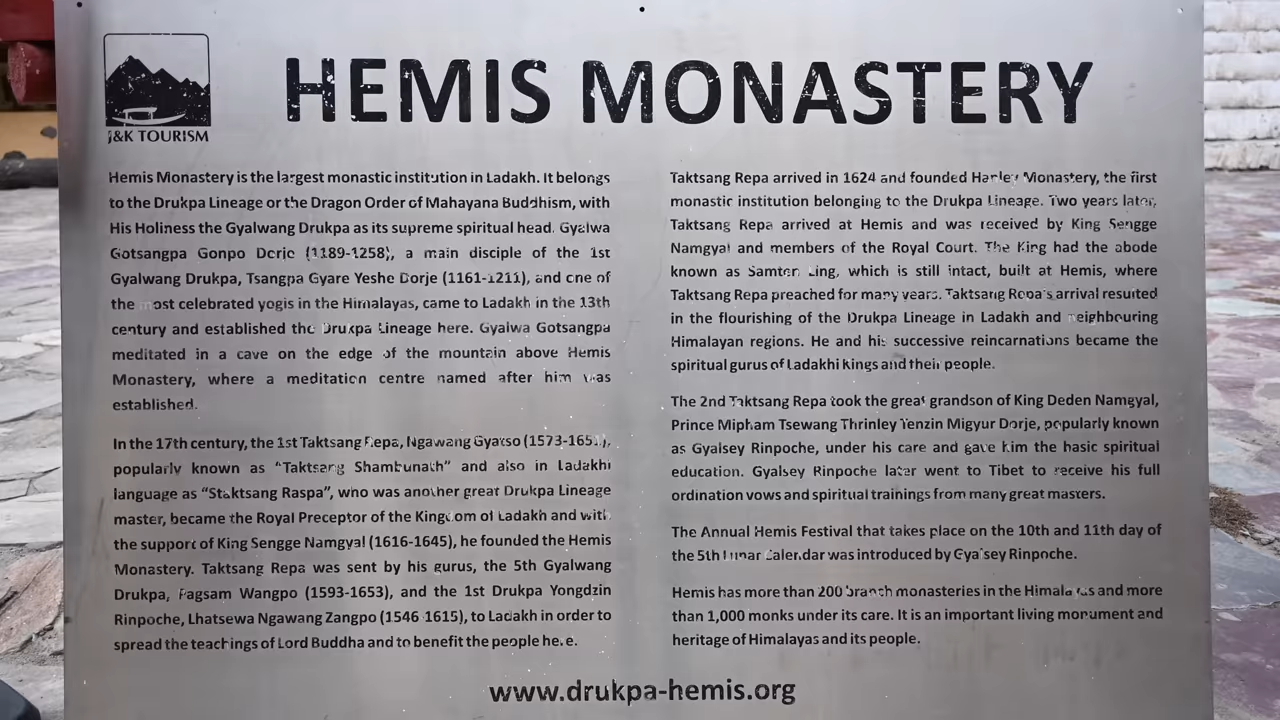 J&K TOURISM
HEMIS MONASTERY
Hemis Monastery is the largest monastic institution in Ladakh. It belongs
to the Drukpa Lineage or the Dragon Order of Mahayana Buddhism, with
His Holiness the Gyalwang Drukpa as its supreme spiritual head. Gyalwa
Gotsangpa Gonpo Dorje (1189-1258), a main disciple of the 1st
Gyalwang Drukpa, Tsangpa Gyare Yeshe Dorje (1161-1211), and one of
the most celebrated yogis in the Himalayas, came to Ladakh in the 13th
century and established the Drukpa Lineage here. Gyalwa Gotsangpa
meditated in a cave on the edge of the mountain above Hemis
Monastery, where a meditation centre named after him was
established.
In the 17th century, the 1st Taktsang Repa, Ngawang Gyatso
popularly known as "Taktsang Shambunath" and also in Ladakhi
language as "Staktsang Raspa", who was another great Drukpa Lineage
master, became the Royal Preceptor of the Kingdom of Ladakh and with
the support of King Sengge Namgyal (1616-1645), he founded the Hemis
Monastery. Taktsang Repa was sent by his guru, the 5th Gyalwang
Drukpa, Pagsam Wangpo (1593-1653), and the 1st Drukpa Yongdzin
Rinpoche, Lhatsewa Ngawang Zangpo (1546-1615), to Ladakh in order to
spread the teachings of Lord Buddha and to benefit the people here.
Taktsang Repa arrived in 1624 and founded Hanley Monastery, the first
monastic institution belonging to the Drukpa Lineage. Two years later,
Taktsang Repa arrived at Hemis and was received by King Sengge
Namgyal and members of the Royal Court. The King had the abode
known as Samten Ling, which is still intact, built at Hemis, where
Taktsang Repa preached for many years. Taktsang Repa's arrival resulted
in the flourishing of the Drukpa Lineage in Ladakh and neighbouring
Himalayan regions. He and his successive reincarnations became the
spiritual gurus of Ladakhi kings and their people.
The 2nd Taktsang Repa took the great grandson of King Deden Namgyal,
Prince Mipham Tsewang Thrinley Tenzin Migyur Dorje, popularly known
as Gyalsey Rinpoche, under his care and gave him the basic spiritual
education. Gyalsey Rinpoche later went to Tibet to receive his full
ordination vows and spiritual trainings from many great masters.
The Annual Hemis Festival that takes place on the 10th and 11th day of
the 5th Lunar Calendar was introduced by Gyalsey Rinpoche.
Hemis has more than 200 branch monasteries in the Himalayas and more
than 1,000 monks under its care. It is an important living monument and
heritage of Himalayas and its people.
www.drukpa-hemis.org